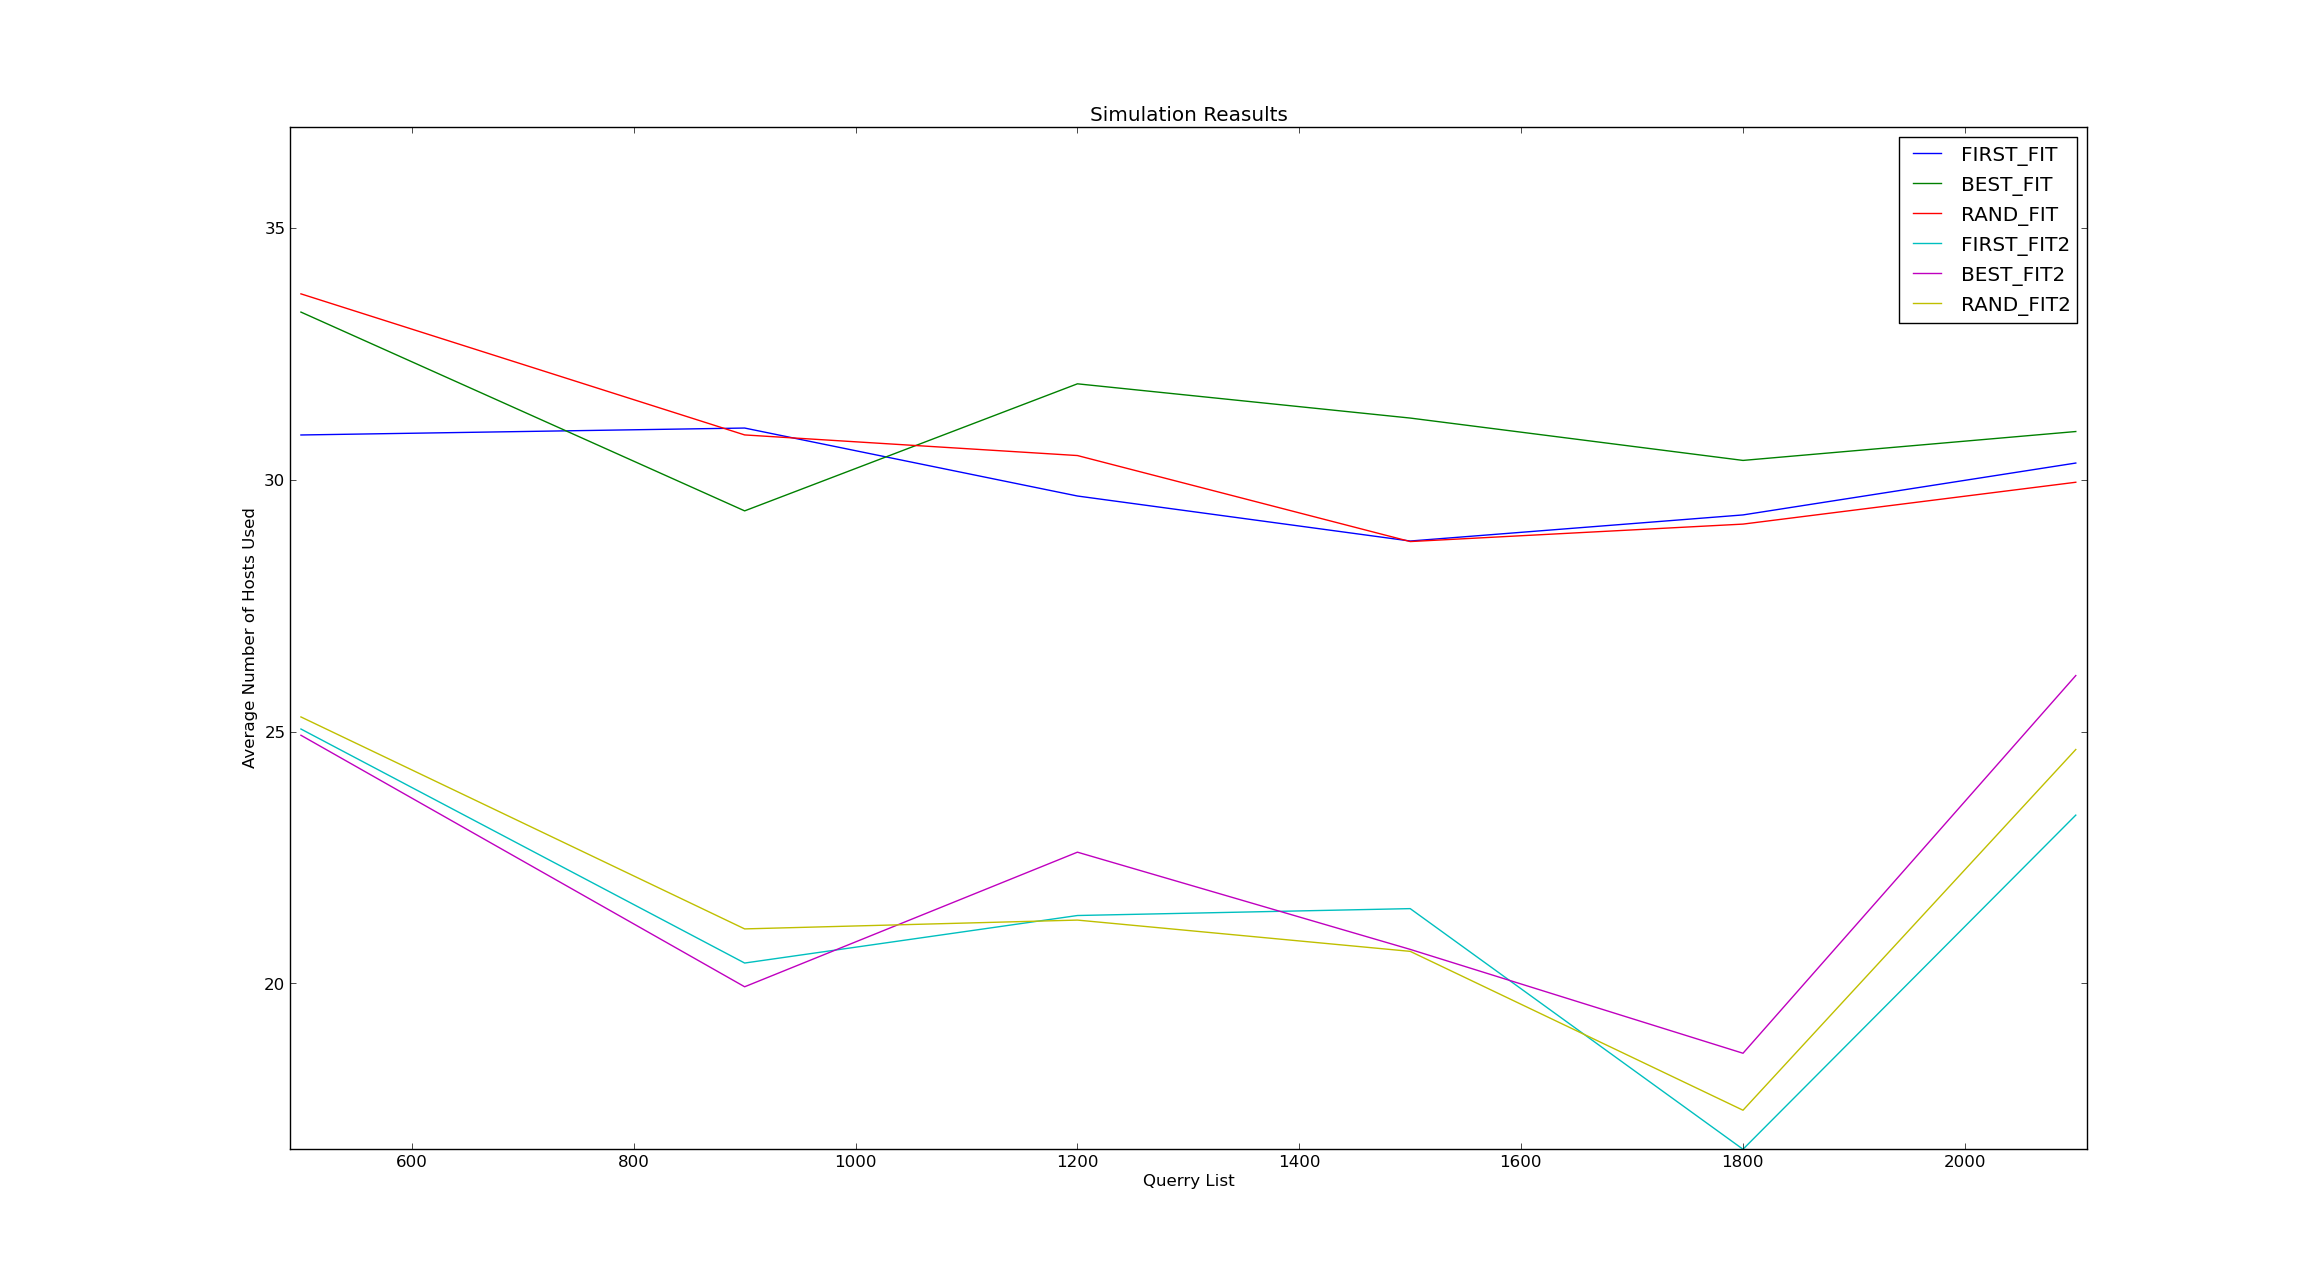 Simulation Reasults
FIRST_FIT
BEST_FIT
RAND_FIT
FIRST_FIT2
BEST_FIT2
RAND_FIT2
35
30
25
20
Average Number of Hosts Used
600 800 1000 1200 1400 1600 1800 2000
Querry List